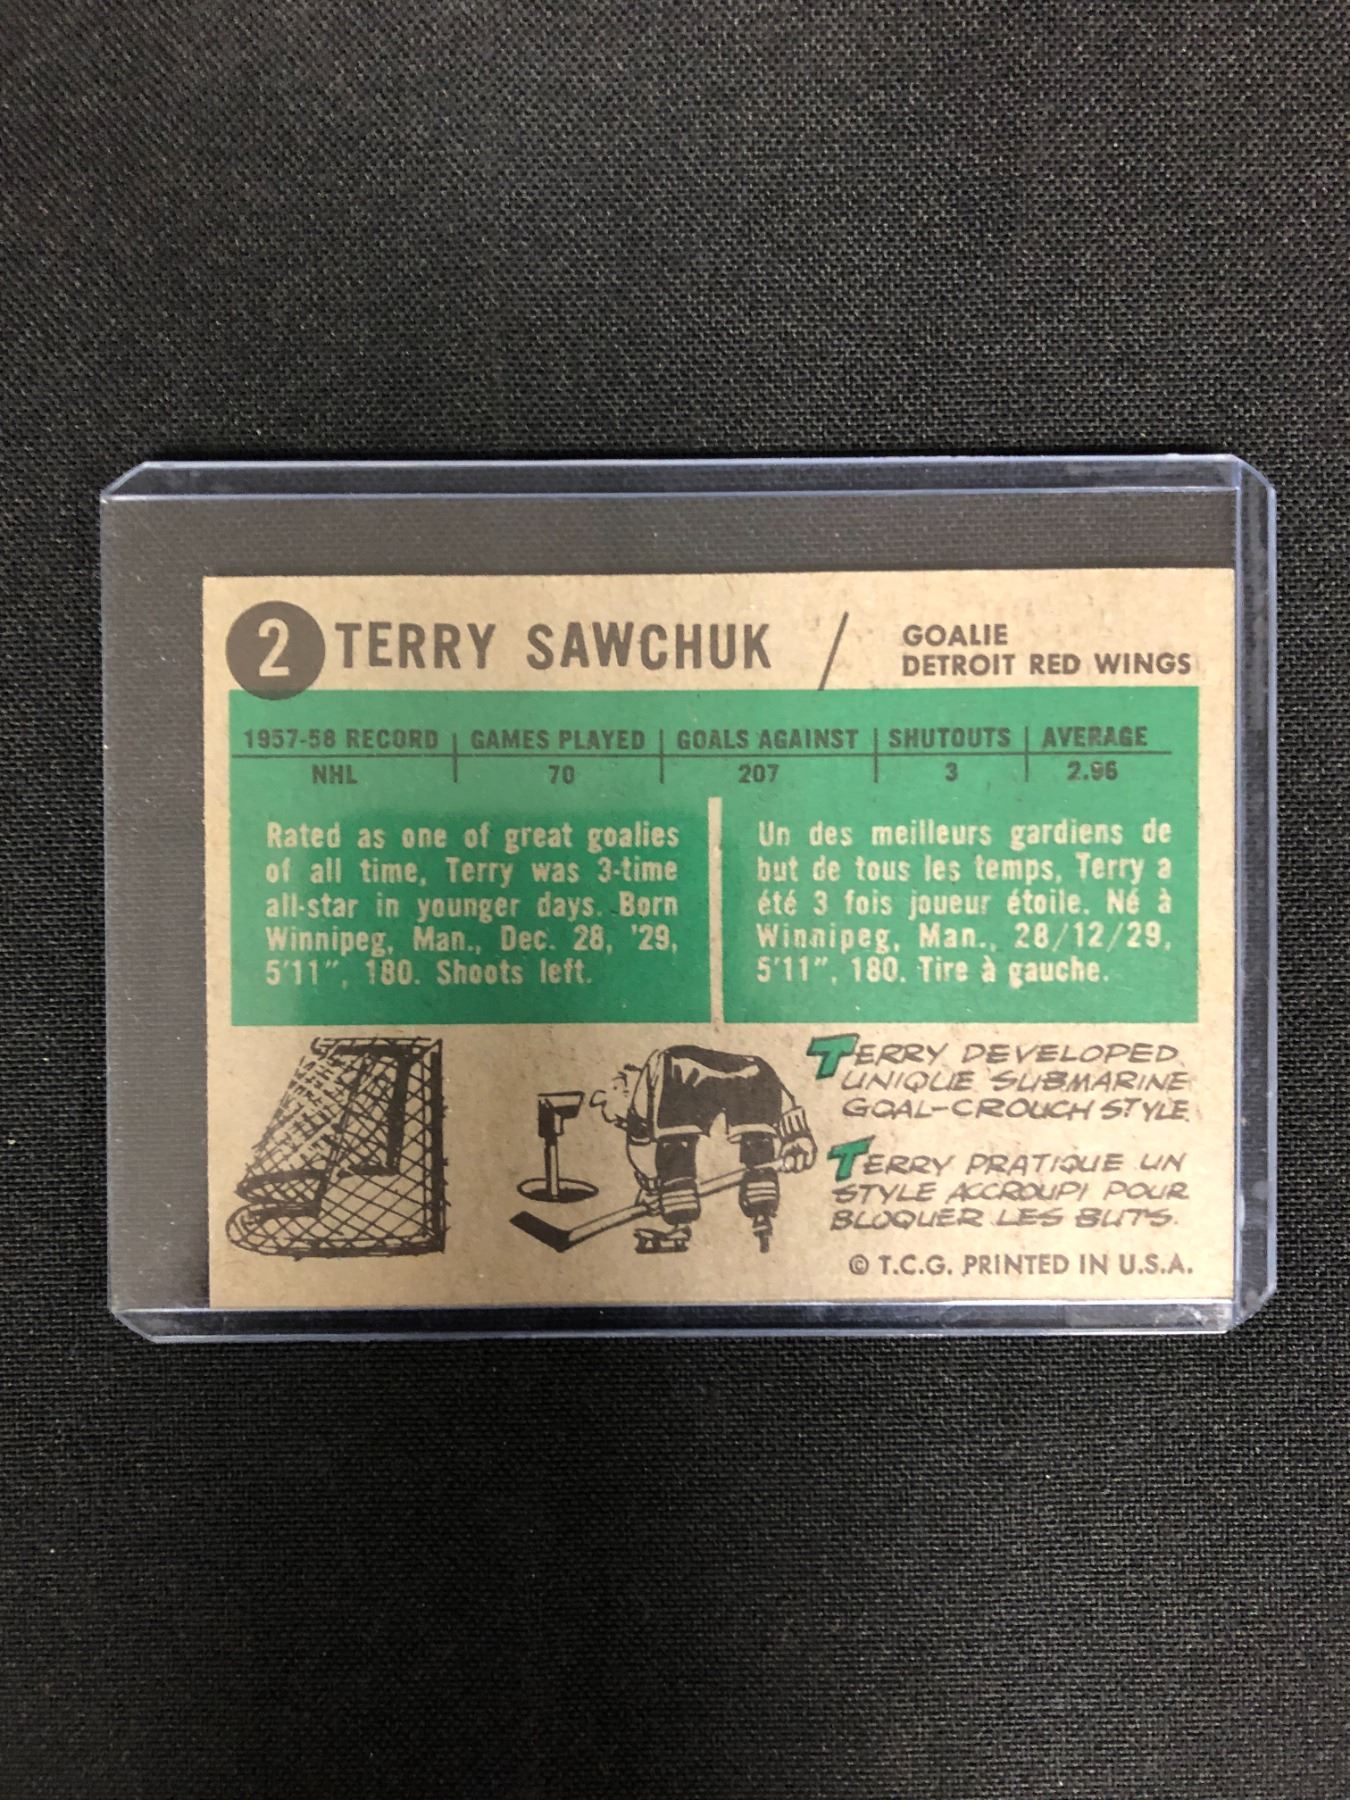 2 TERRY SAWCHUK / GOALIE
DETROIT RED WINGS
1957-58 RECORD GAMES PLAYED GOALS AGAINST SHUTOUTS AVERAGE
NHL 70 207 3 2.96
Rated as one of great goalies
of all time, Terry was 3-time
all-star in younger days. Born
Winnipeg, Man., Dec. 28, '29,
5'11", 180. Shoots left.
Un des meilleurs gardiens de
but de tous les temps, Terry a
été 3 fois joueur étoile. Né à
Winnipeg, Man., 28/12/29,
5'11", 180. Tire à gauche.
TERRY DEVELOPED
UNIQUE SUBMARINE
GOAL-CROUCH STYLE.
TERRY PRATIQUE UN
STYLE ACCROUPI POUR
BLOQUER LES BUTS.
© T.C.G. PRINTED IN U.S.A.